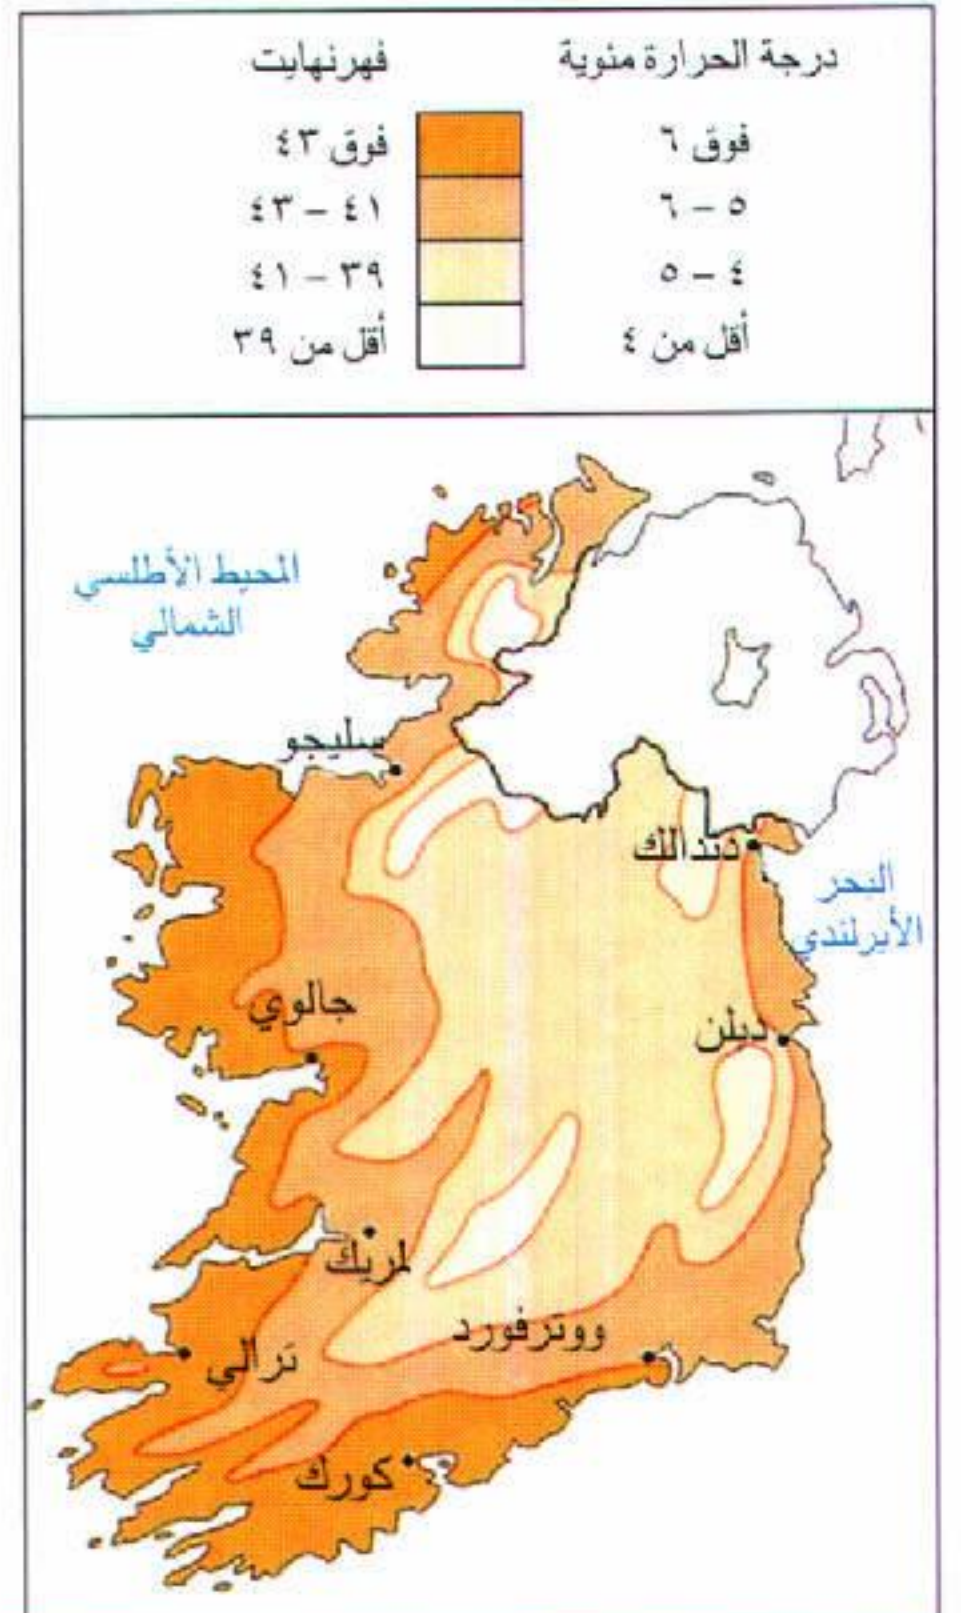 درجة الحرارة مئوية
فهرنهايت
فوق ٦
فوق ٤٣
٥ – ٦
٤١ – ٤٣
٤ – ٥
٣٩ – ٤١
أقل من ٤
أقل من ٣٩
المحيط الأطلسي
الشمالي
سليجو
دندالك
البحر
الأيرلندي
جالوي
دبلن
لمريك
ووترفورد
ترالي
كورك